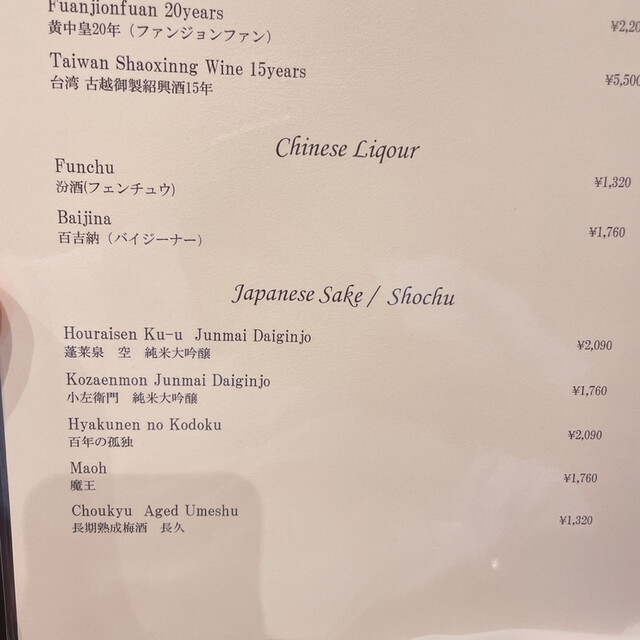 Fuanjionfuan 20years
黄中皇20年（ファンジョンファン）
¥2,20
Taiwan Shaoxinng Wine 15years
台湾 古越御製紹興酒15年
¥5,500
Chinese Liqour
Funchu
汾酒(フェンチュウ)
¥1,320
Baijina
百吉納（バイジーナー）
¥1,760
Japanese Sake / Shochu
Houraisen Ku-u Junmai Daiginjo
蓬莱泉　空　純米大吟醸
¥2,090
Kozaenmon Junmai Daiginjo
小左衛門　純米大吟醸
¥1,760
Hyakunen no Kodoku
百年の孤独
¥2,090
Maoh
魔王
¥1,760
Choukyu Aged Umeshu
長期熟成梅酒　長久
¥1,320